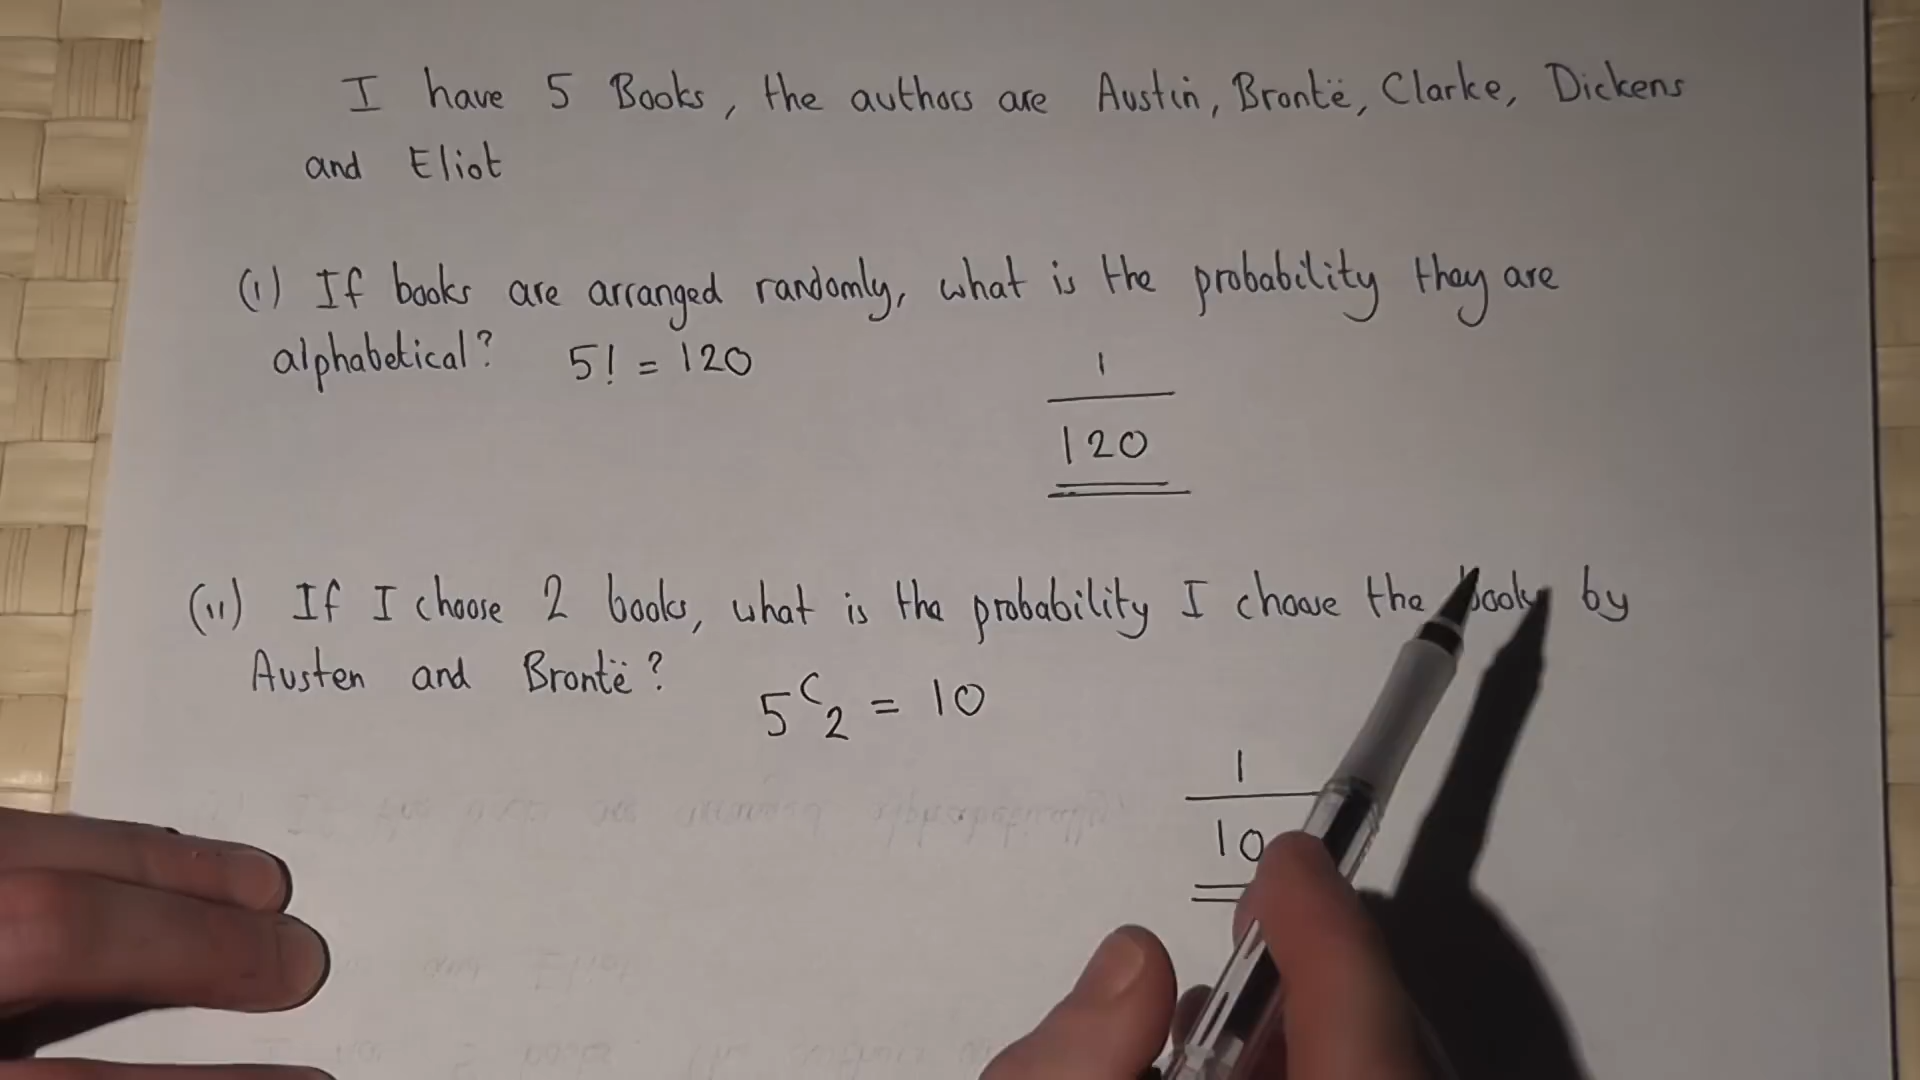 I have 5 Books, the authors are Austin, Brontë, Clarke, Dickens
and Eliot
(i) If books are arranged randomly, what is the probability they are
alphabetical? 5! = 120
1
120
(ii) If I choose 2 books, what is the probability I choose the books by
Austen and Brontë?
5C2 = 10
1
10